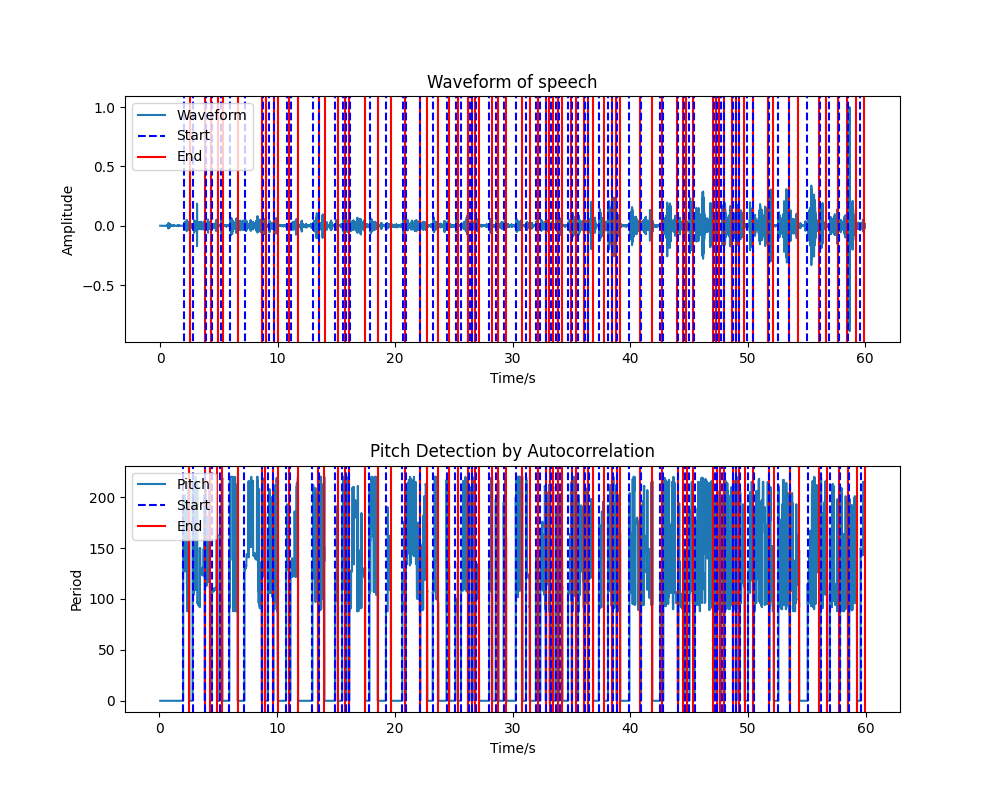 Waveform of speech
1.0
0.5
0.0
−0.5
Amplitude
Waveform
Start
End
0 10 20 30 40 50 60
Time/s
Pitch Detection by Autocorrelation
200
150
100
50
0
Period
Pitch
Start
End
0 10 20 30 40 50 60
Time/s